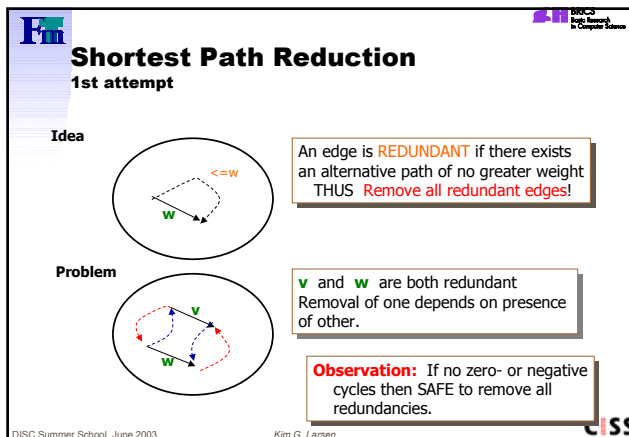 Fm
BRICS
Basic Research
in Computer Science
Shortest Path Reduction
1st attempt
Idea
<=w
w
An edge is REDUNDANT if there exists
an alternative path of no greater weight
THUS Remove all redundant edges!
Problem
v
w
v and w are both redundant
Removal of one depends on presence
of other.
Observation: If no zero- or negative
cycles then SAFE to remove all
redundancies.
DISC Summer School, June 2003
Kim G. Larsen
CISS